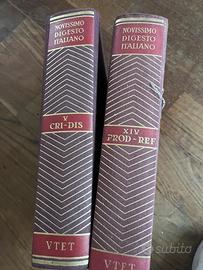 NOVISSIMO
DIGESTO
ITALIANO
V
CRI-DIS
VTET
NOVISSIMO
DIGESTO
ITALIANO
XIV
PROD-REF
VTET
subito